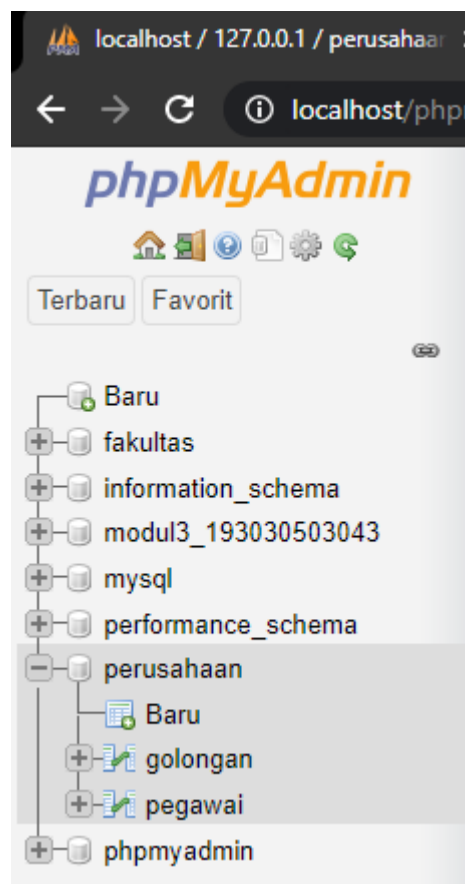 localhost / 127.0.0.1 / perusahaan
localhost/php
phpMyAdmin
Terbaru Favorit
Baru
fakultas
information_schema
modul3_193030503043
mysql
performance_schema
perusahaan
Baru
golongan
pegawai
phpmyadmin